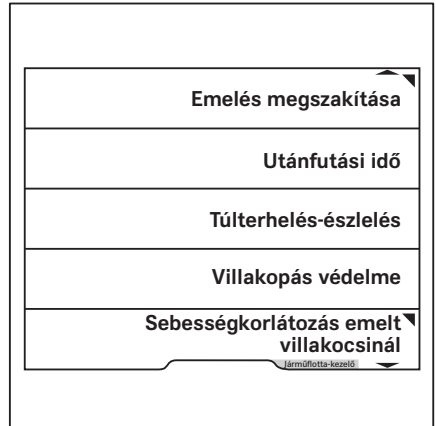 Emelés megszakítása
Utánfutási idő
Túlterhelés-észlelés
Villakopás védelme
Sebességkorlátozás emelt
villakocsinál
Járműflotta-kezelő